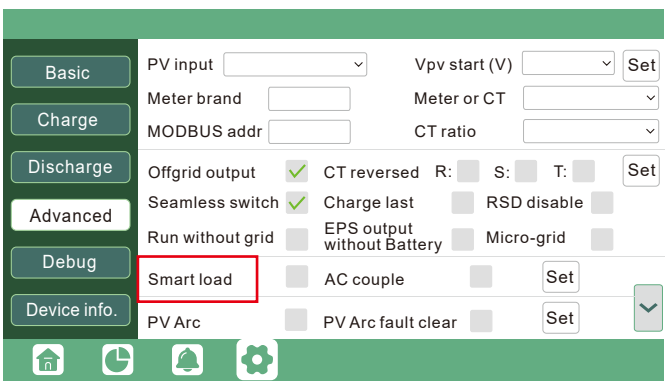 Basic
Charge
Discharge
Advanced
Debug
Device info.
PV input Vpv start (V) Set
Meter brand Meter or CT
MODBUS addr CT ratio
Offgrid output CT reversed R: S: T: Set
Seamless switch Charge last RSD disable
Run without grid EPS output without Battery Micro-grid
Smart load AC couple Set
PV Arc PV Arc fault clear Set